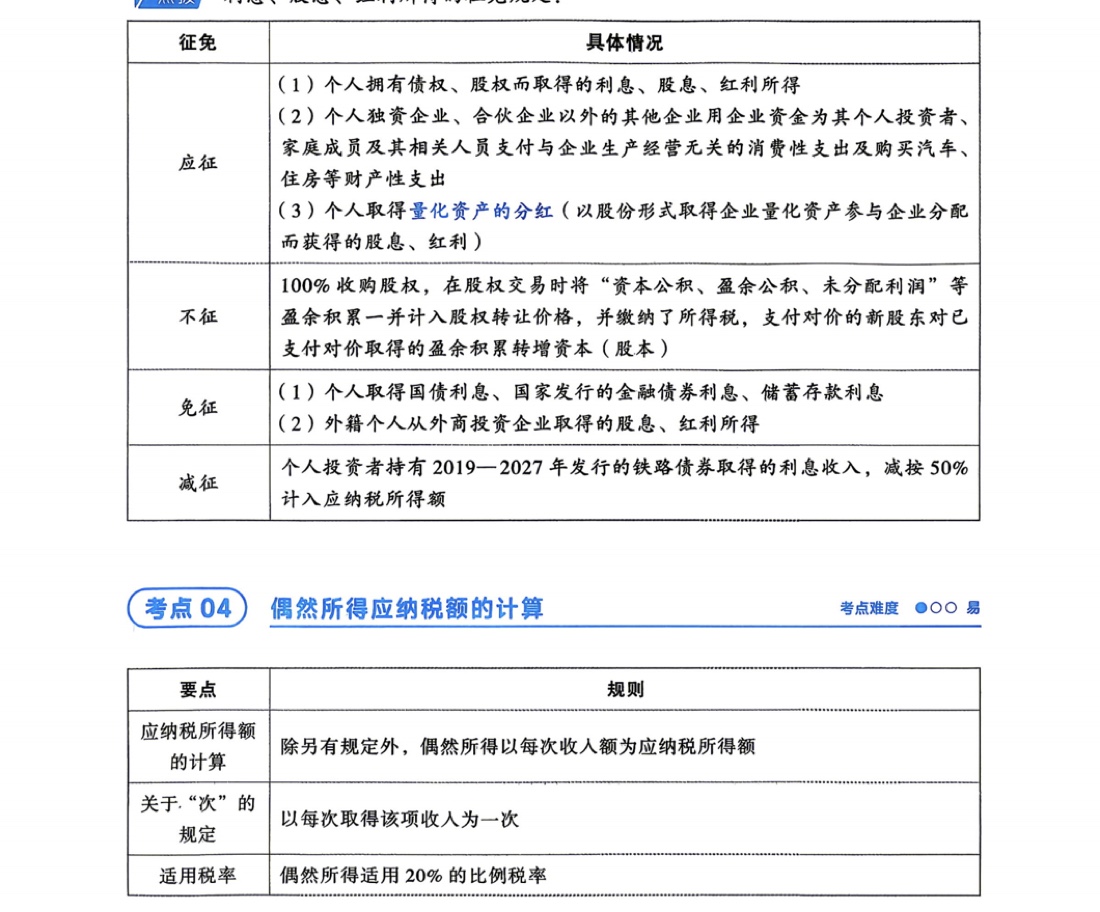 征免 具体情况
应征
(1)个人拥有债权、股权而取得的利息、股息、红利所得
(2)个人独资企业、合伙企业以外的其他企业用企业资金为其个人投资者、
家庭成员及其相关人员支付与企业生产经营无关的消费性支出及购买汽车、
住房等财产性支出
(3)个人取得量化资产的分红(以股份形式取得企业量化资产参与企业分配
而获得的股息、红利)
不征
100% 收购股权，在股权交易时将“资本公积、盈余公积、未分配利润”等
盈余积累一并计入股权转让价格，并缴纳了所得税，支付对价的新股东对已
支付对价取得的盈余积累转增资本(股本)
免征
(1)个人取得国债利息、国家发行的金融债券利息、储蓄存款利息
(2)外籍个人从外商投资企业取得的股息、红利所得
减征
个人投资者持有 2019—2027 年发行的铁路债券取得的利息收入，减按 50%
计入应纳税所得额
考点 04 偶然所得应纳税额的计算 考点难度 易
要点 规则
应纳税所得额
的计算
除另有规定外，偶然所得以每次收入额为应纳税所得额
关于“次”的
规定
以每次取得该项收入为一次
适用税率 偶然所得适用 20% 的比例税率